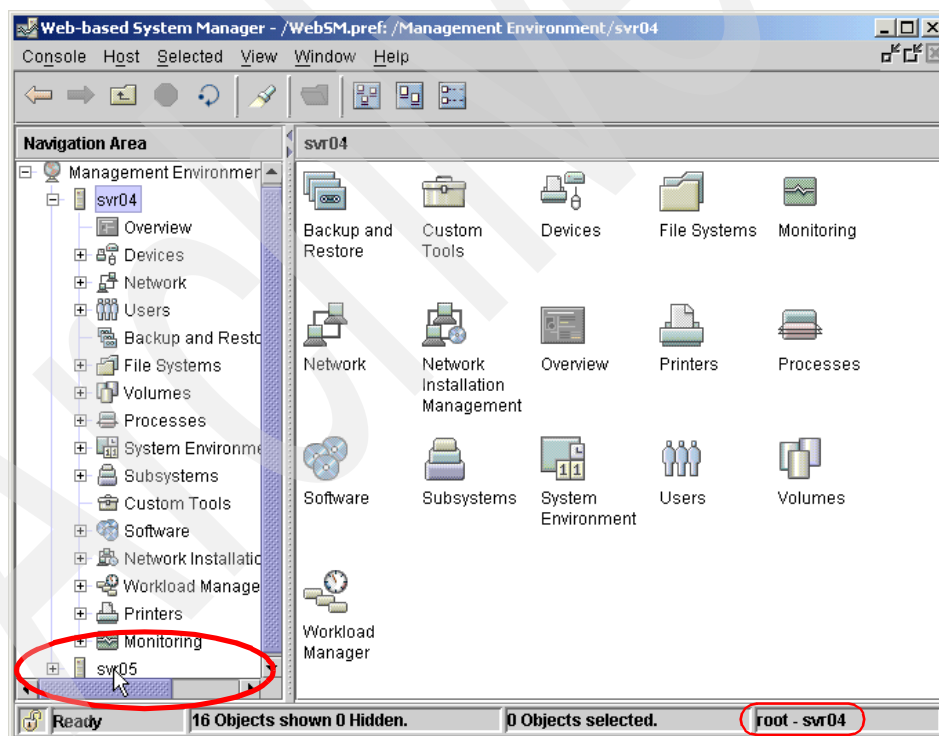 Web-based System Manager - /WebSM.pref: /Management Environment/svr04
Console Host Selected View Window Help
Navigation Area
svr04
Management Environmer
svr04
Overview
Devices
Network
Users
Backup and Resto
File Systems
Volumes
Processes
System Environme
Subsystems
Custom Tools
Software
Network Installatio
Workload Manage
Printers
Monitoring
svr05
Backup and
Restore
Custom
Tools
Devices
File Systems
Monitoring
Network
Network
Installation
Management
Overview
Printers
Processes
Software
Subsystems
System
Environment
Users
Volumes
Workload
Manager
Ready
16 Objects shown 0 Hidden.
0 Objects selected.
root - svr04